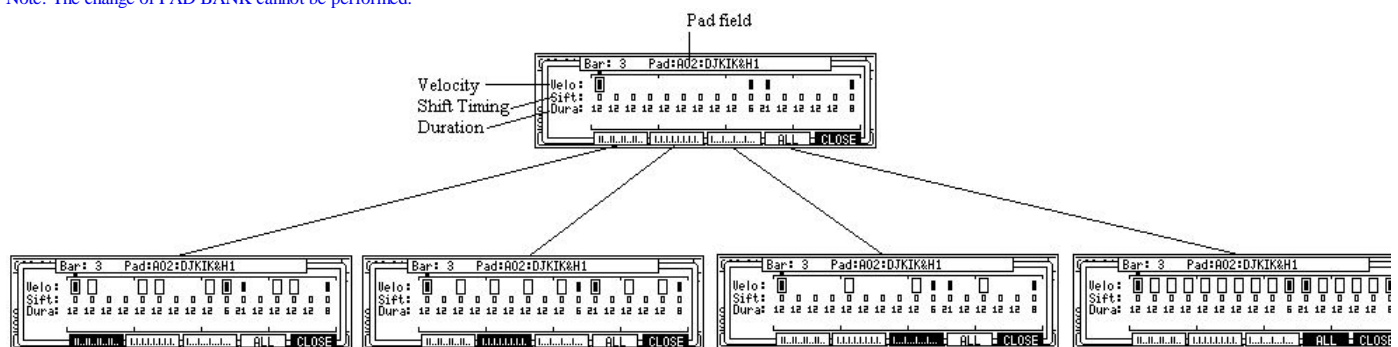 Note: The change of PAD BANK cannot be performed.
Pad field
Velocity
Shift Timing
Duration
Bar: 3 Pad:A02:DJKIK&H1
Velo:
Sift: 0 0 0 0 0 0 0 0 0 0 0 0 0 0 0 0
Dura: 12 12 12 12 12 12 12 12 12 6 21 12 12 12 12 8
ALL CLOSE
Bar: 3 Pad:A02:DJKIK&H1
Velo:
Sift: 0 0 0 0 0 0 0 0 0 0 0 0 0 0 0 0
Dura: 12 12 12 12 12 12 12 12 12 6 21 12 12 12 12 8
ALL CLOSE
Bar: 3 Pad:A02:DJKIK&H1
Velo:
Sift: 0 0 0 0 0 0 0 0 0 0 0 0 0 0 0 0
Dura: 12 12 12 12 12 12 12 12 12 6 21 12 12 12 12 8
ALL CLOSE
Bar: 3 Pad:A02:DJKIK&H1
Velo:
Sift: 0 0 0 0 0 0 0 0 0 0 0 0 0 0 0 0
Dura: 12 12 12 12 12 12 12 12 12 6 21 12 12 12 12 8
ALL CLOSE
Bar: 3 Pad:A02:DJKIK&H1
Velo:
Sift: 0 0 0 0 0 0 0 0 0 0 0 0 0 0 0 0
Dura: 12 12 12 12 12 12 12 12 12 6 21 12 12 12 12 8
ALL CLOSE